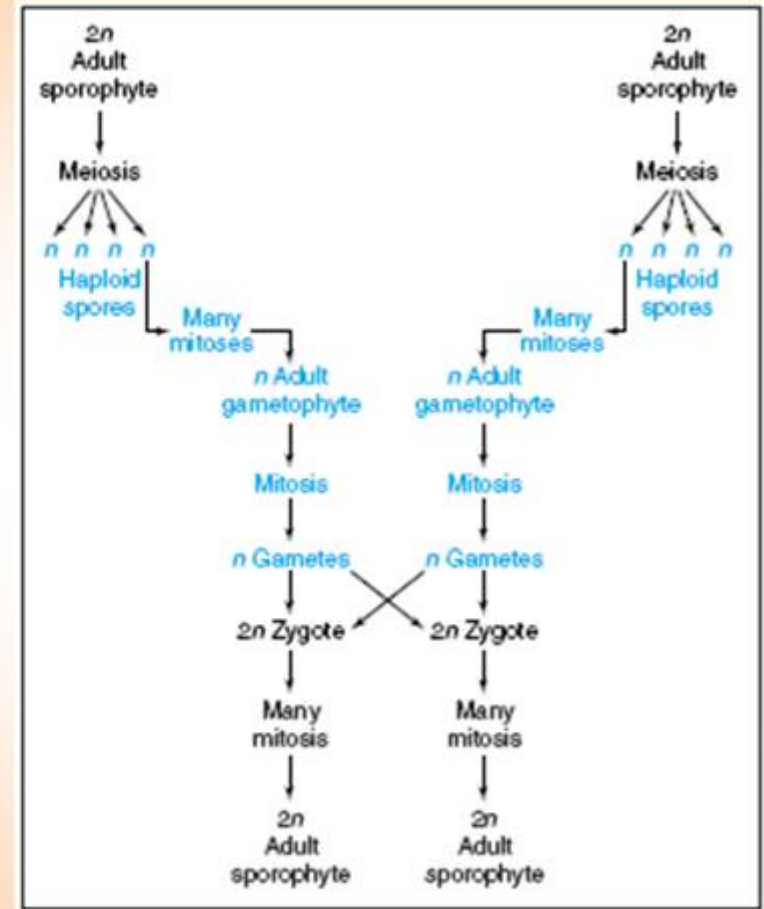 2n
Adult
sporophyte
2n
Adult
sporophyte
Meiosis
Meiosis
n n n n
n n n n
Haploid
spores
Haploid
spores
Many
mitoses
Many
mitoses
n Adult
gametophyte
n Adult
gametophyte
Mitosis
Mitosis
n Gametes
n Gametes
2n Zygote
2n Zygote
Many
mitosis
Many
mitosis
2n
Adult
sporophyte
2n
Adult
sporophyte